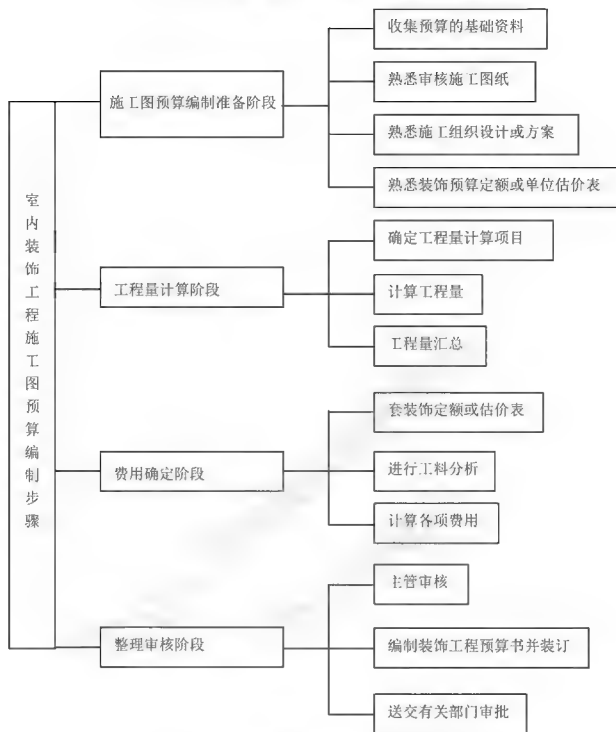 室内装饰工程施工图预算编制步骤
施工图预算编制准备阶段
收集预算的基础资料
熟悉审核施工图纸
熟悉施工组织设计或方案
熟悉装饰预算定额或单位估价表
工程量计算阶段
确定工程量计算项目
计算工程量
工程量汇总
费用确定阶段
套装饰定额或估价表
进行工料分析
计算各项费用
整理审核阶段
主管审核
编制装饰工程预算书并装订
送交有关部门审批